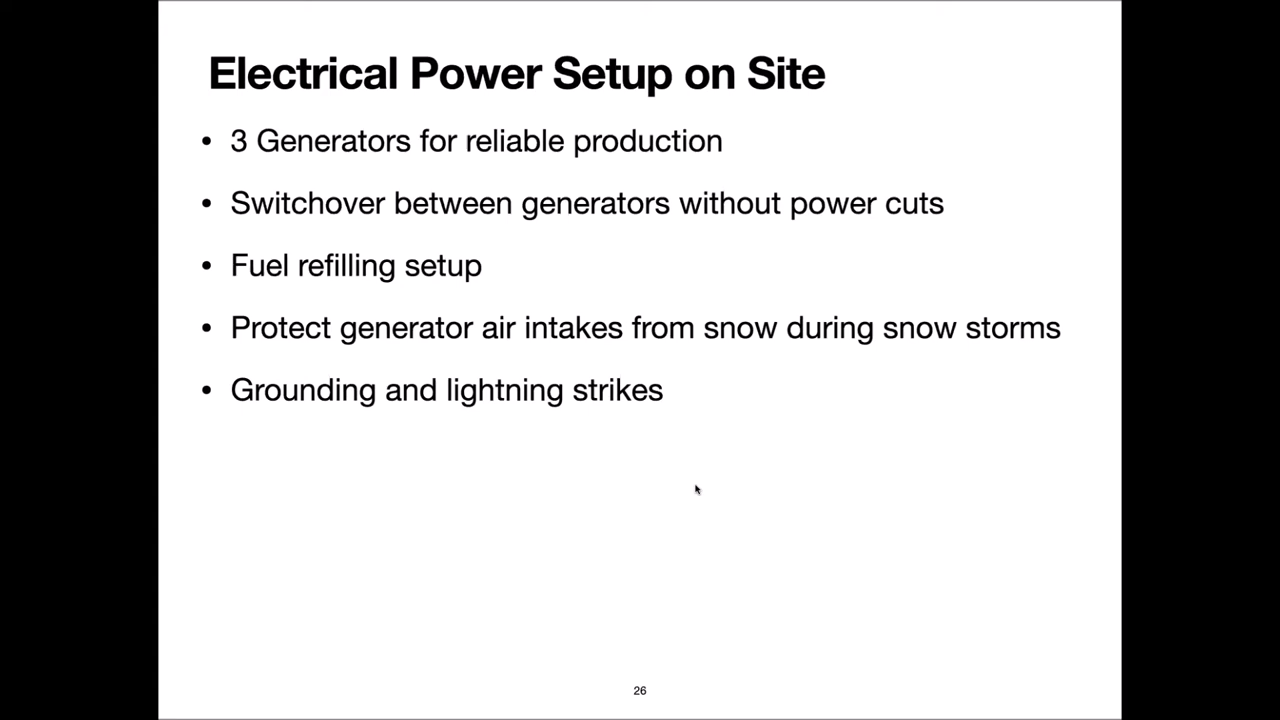 Electrical Power Setup on Site
• 3 Generators for reliable production
• Switchover between generators without power cuts
• Fuel refilling setup
• Protect generator air intakes from snow during snow storms
• Grounding and lightning strikes
26